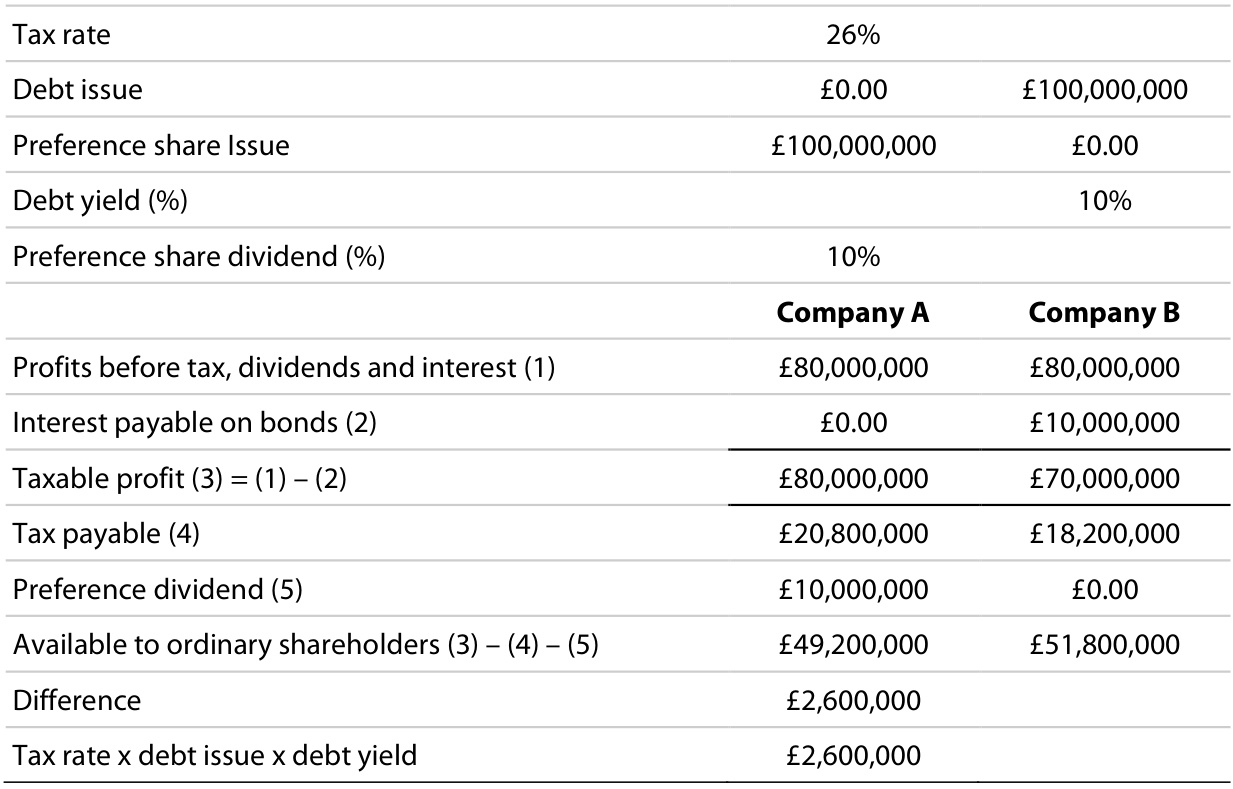 Tax rate 26%
Debt issue £0.00 £100,000,000
Preference share Issue £100,000,000 £0.00
Debt yield (%) 10%
Preference share dividend (%) 10%
Company A Company B
Profits before tax, dividends and interest (1) £80,000,000 £80,000,000
Interest payable on bonds (2) £0.00 £10,000,000
Taxable profit (3) = (1) – (2) £80,000,000 £70,000,000
Tax payable (4) £20,800,000 £18,200,000
Preference dividend (5) £10,000,000 £0.00
Available to ordinary shareholders (3) – (4) – (5) £49,200,000 £51,800,000
Difference £2,600,000
Tax rate x debt issue x debt yield £2,600,000